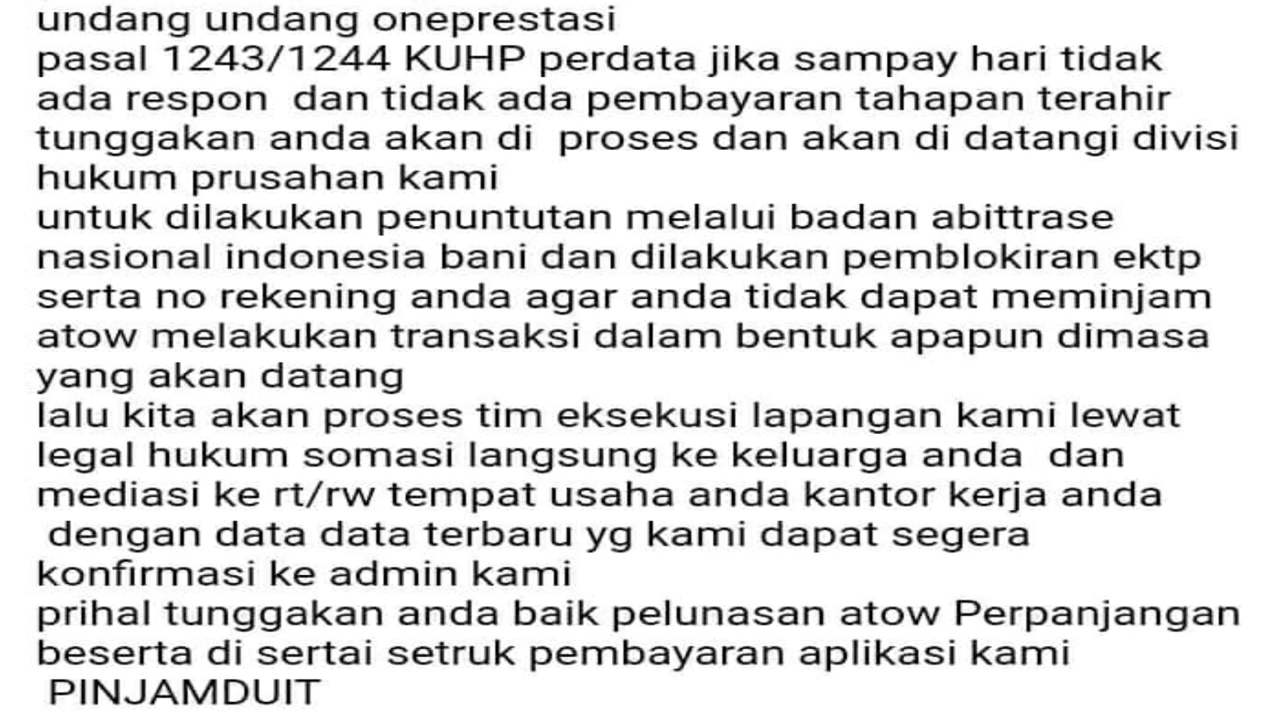 undang undang oneprestasi
pasal 1243/1244 KUHP perdata jika sampay hari tidak
ada respon dan tidak ada pembayaran tahapan terahir
tunggakan anda akan di proses dan akan di datangi divisi
hukum prusahan kami
untuk dilakukan penuntutan melalui badan abittrase
nasional indonesia bani dan dilakukan pemblokiran ektp
serta no rekening anda agar anda tidak dapat meminjam
atow melakukan transaksi dalam bentuk apapun dimasa
yang akan datang
lalu kita akan proses tim eksekusi lapangan kami lewat
legal hukum somasi langsung ke keluarga anda dan
mediasi ke rt/rw tempat usaha anda kantor kerja anda
dengan data data terbaru yg kami dapat segera
konfirmasi ke admin kami
prihal tunggakan anda baik pelunasan atow Perpanjangan
beserta di sertai setruk pembayaran aplikasi kami
PINJAMDUIT